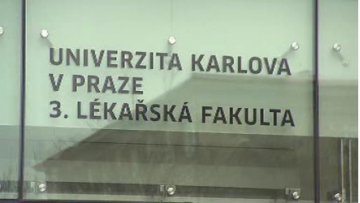 UNIVERZITA KARLOVA
V PRAZE
3. LÉKAŘSKÁ FAKULTA